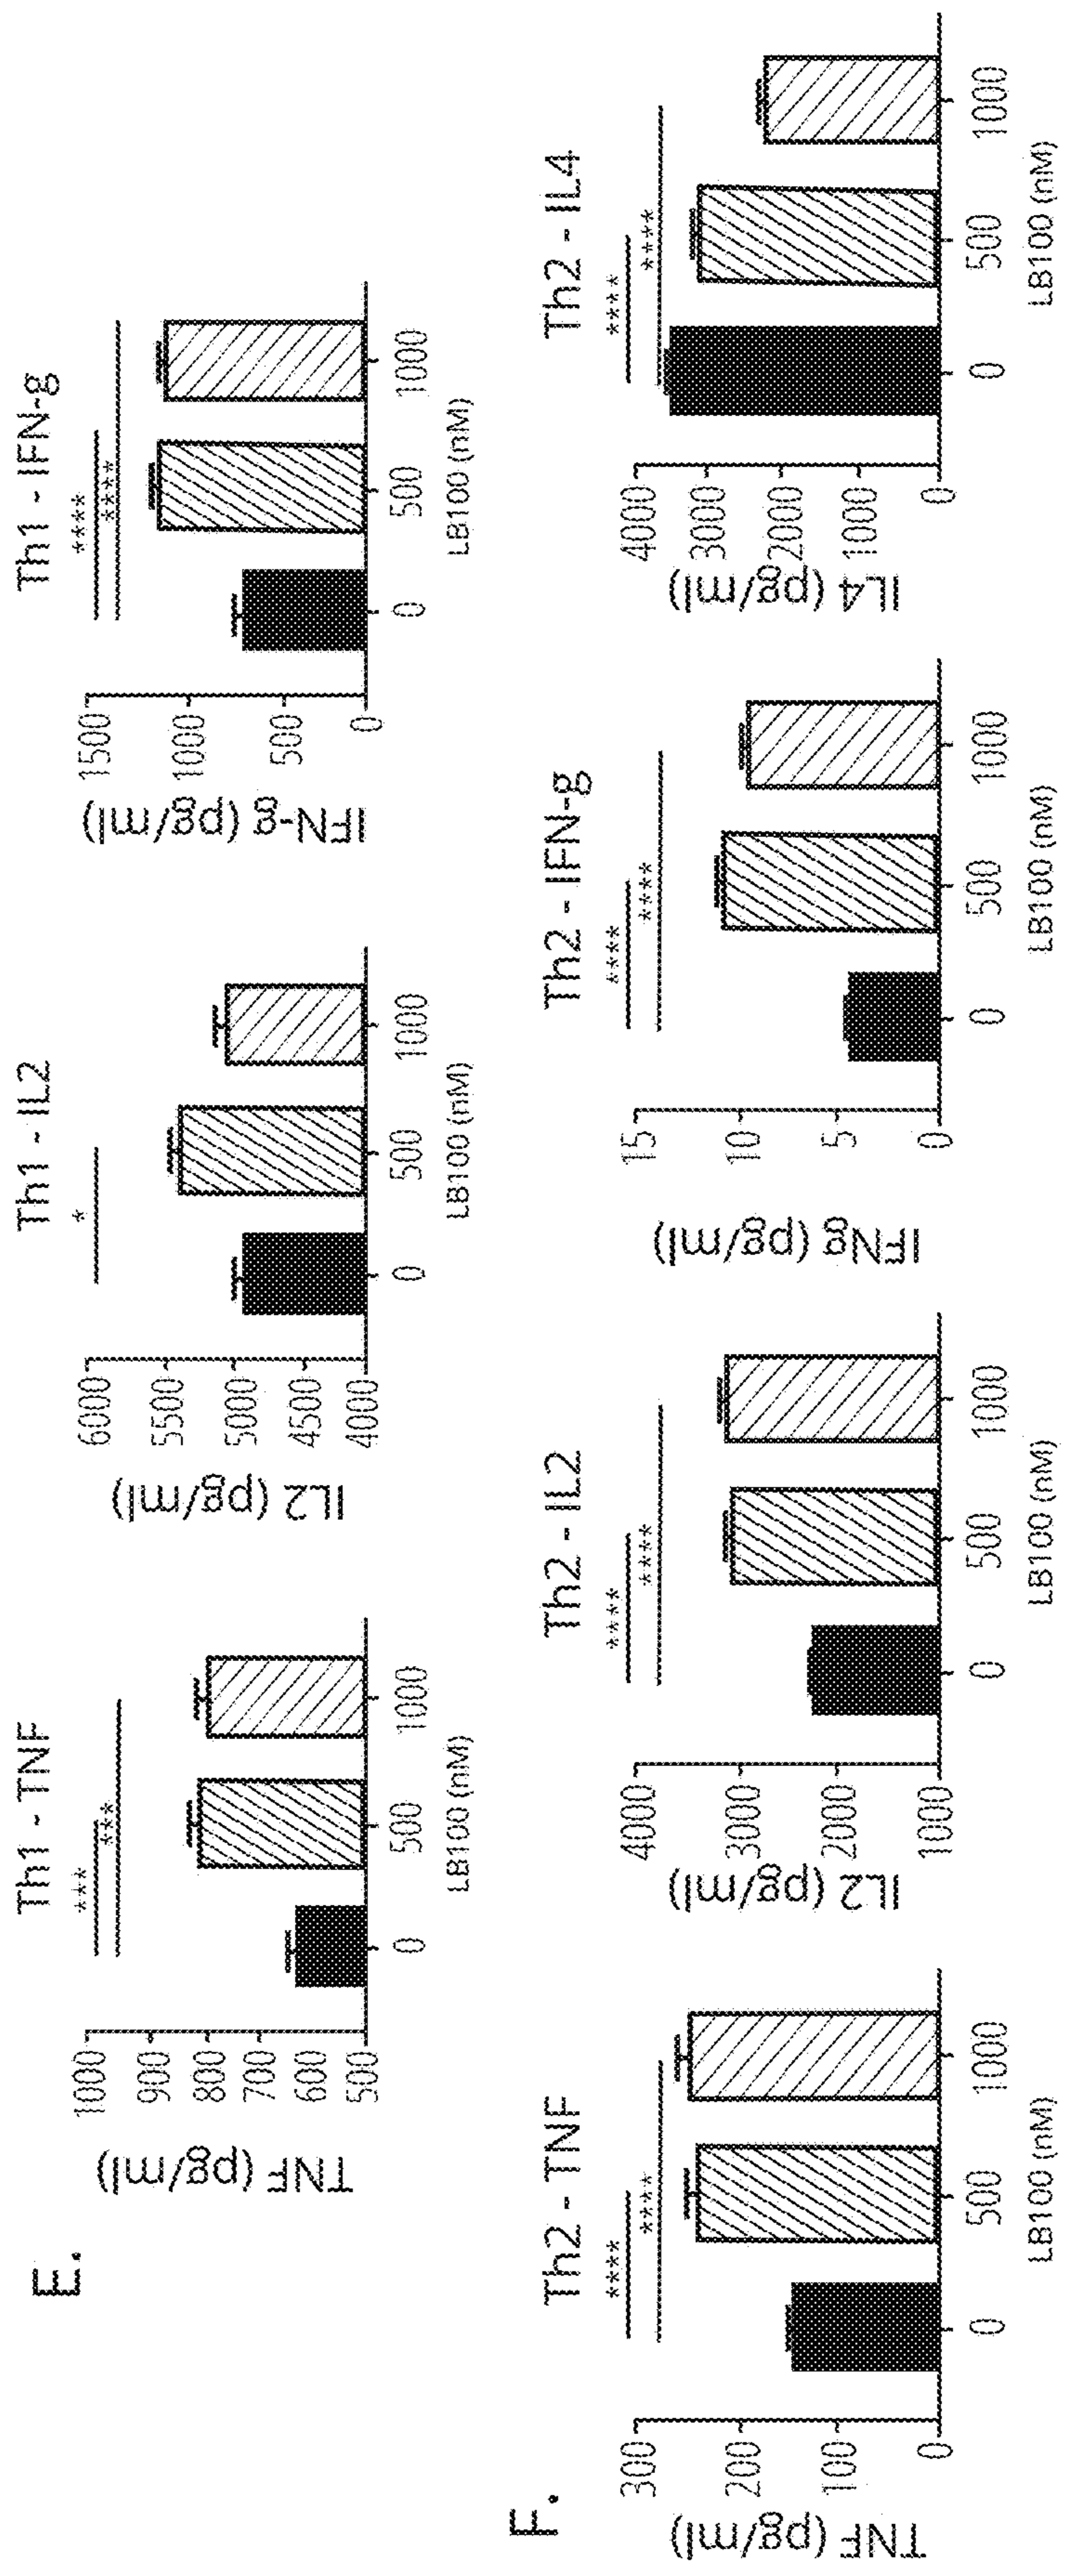 E.
Th1 - TNF
TNF (pg/ml)
1000
900
800
700
600
500
***
***
0
500
1000
LB100 (nM)
Th1 - IL2
IL2 (pg/ml)
6000
5500
5000
4500
4000
*
0
500
1000
LB100 (nM)
Th1 - IFN-g
IFN-g (pg/ml)
1500
1000
500
0
****
****
0
500
1000
LB100 (nM)
F.
Th2 - TNF
TNF (pg/ml)
300
200
100
0
****
****
0
500
1000
LB100 (nM)
Th2 - IL2
IL2 (pg/ml)
4000
3000
2000
1000
****
****
0
500
1000
LB100 (nM)
Th2 - IFN-g
IFNg (pg/ml)
15
10
5
0
****
****
0
500
1000
LB100 (nM)
Th2 - IL4
IL4 (pg/ml)
4000
3000
2000
1000
0
****
****
0
500
1000
LB100 (nM)